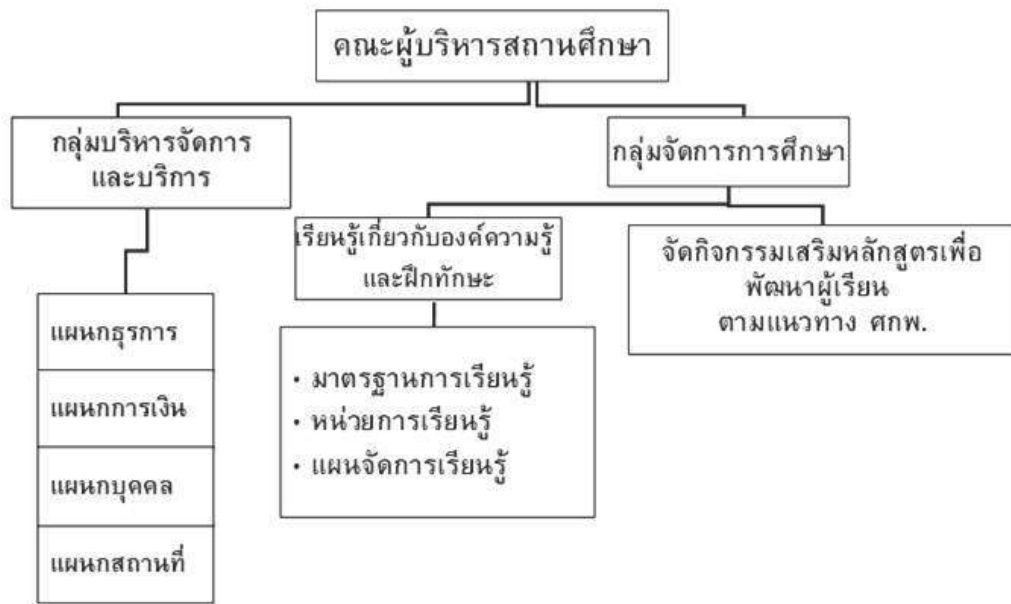 คณะผู้บริหารสถานศึกษา
กลุ่มบริหารจัดการ
และบริการ
กลุ่มจัดการการศึกษา
เรียนรู้เกี่ยวกับองค์ความรู้
และฝึกทักษะ
จัดกิจกรรมเสริมหลักสูตรเพื่อ
พัฒนาผู้เรียน
ตามแนวทาง ศกพ.
แผนกธุรการ
แผนกการเงิน
แผนกบุคคล
แผนกสถานที่
• มาตรฐานการเรียนรู้
• หน่วยการเรียนรู้
• แผนจัดการเรียนรู้